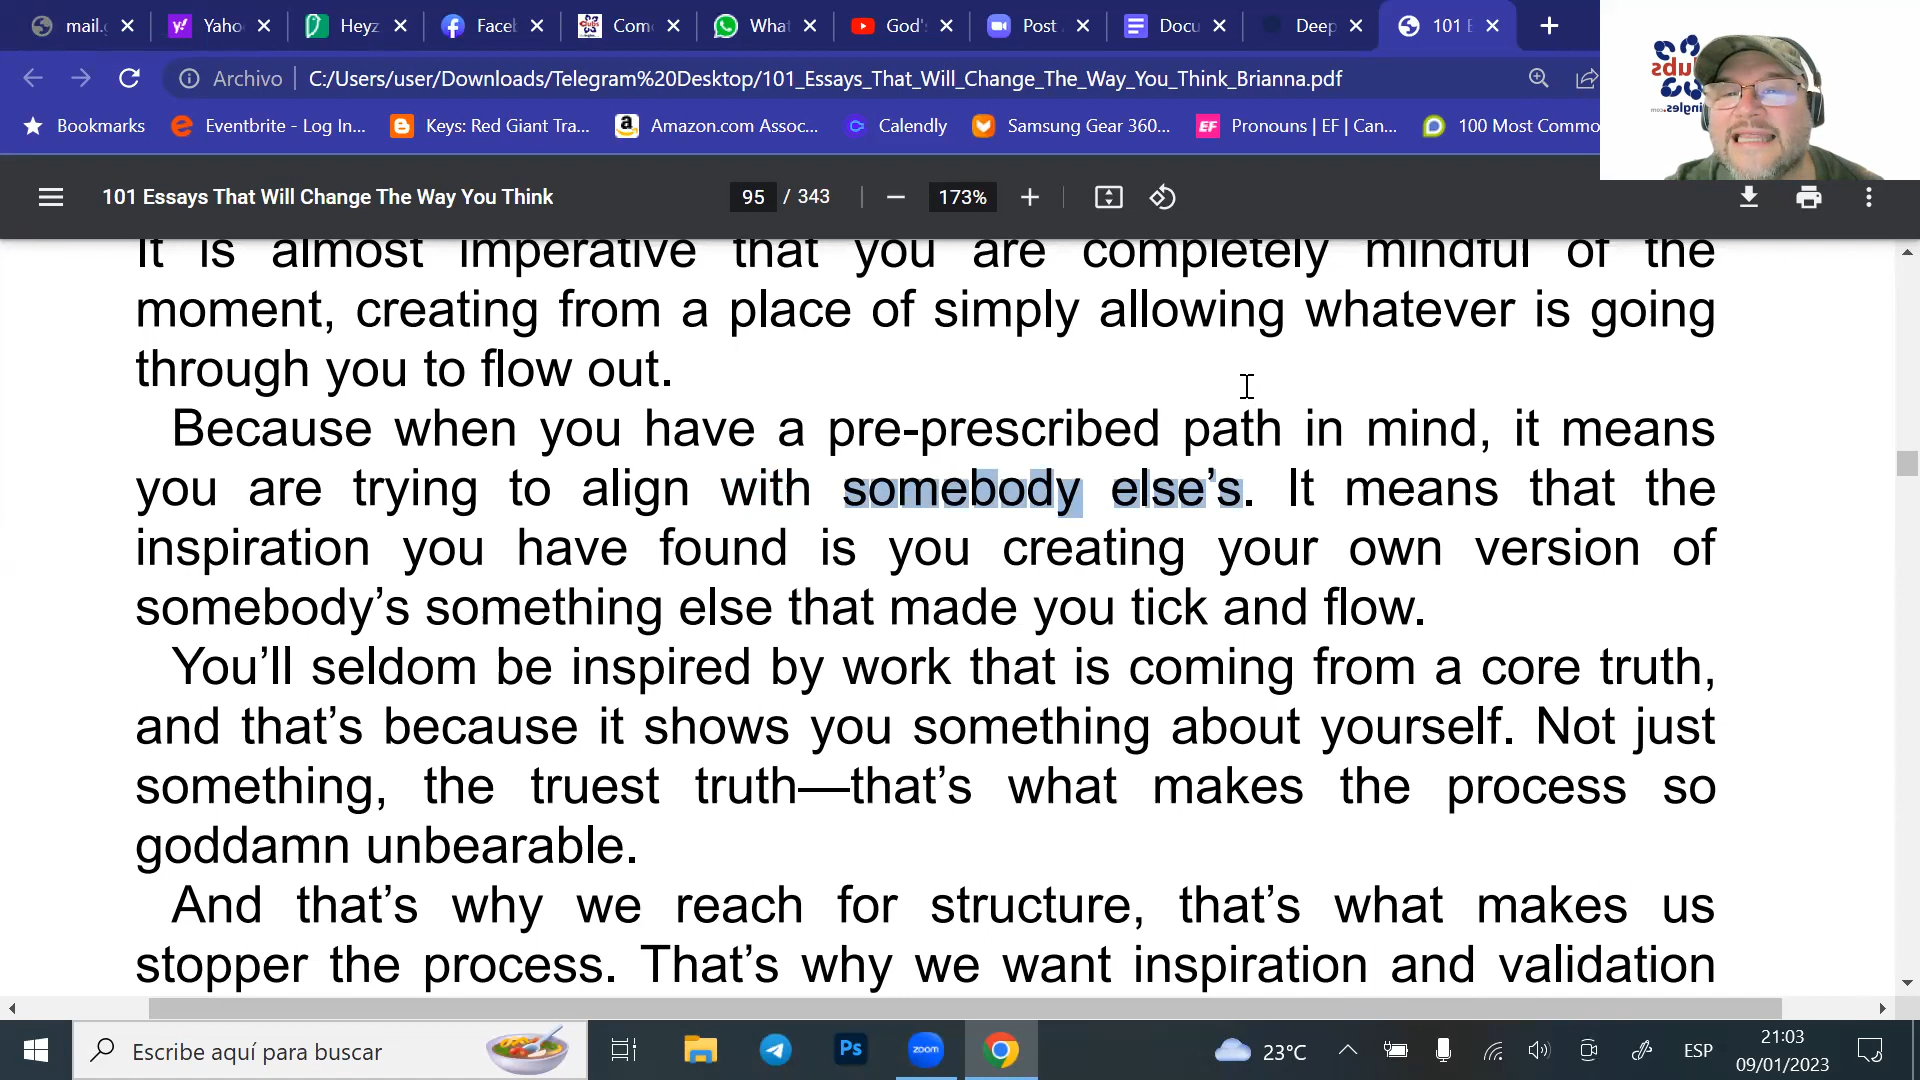 mail.g
Yaho
Heyz
Facel
Com
What
God'
Post
Docu
Deep
101 E
Archivo
C:/Users/user/Downloads/Telegram%20Desktop/101_Essays_That_Will_Change_The_Way_You_Think_Brianna.pdf
Bookmarks
Eventbrite - Log In...
Keys: Red Giant Tra...
Amazon.com Assoc...
Calendly
Samsung Gear 360...
EF
Pronouns | EF | Can...
100 Most Commo
101 Essays That Will Change The Way You Think
95 / 343
173%
It is almost imperative that you are completely mindful of the
moment, creating from a place of simply allowing whatever is going
through you to flow out.
Because when you have a pre-prescribed path in mind, it means
you are trying to align with somebody else’s. It means that the
inspiration you have found is you creating your own version of
somebody’s something else that made you tick and flow.
You’ll seldom be inspired by work that is coming from a core truth,
and that’s because it shows you something about yourself. Not just
something, the truest truth—that’s what makes the process so
goddamn unbearable.
And that’s why we reach for structure, that’s what makes us
stopper the process. That’s why we want inspiration and validation
Escribe aquí para buscar
Ps
zoom
23°C
ESP
21:03
09/01/2023